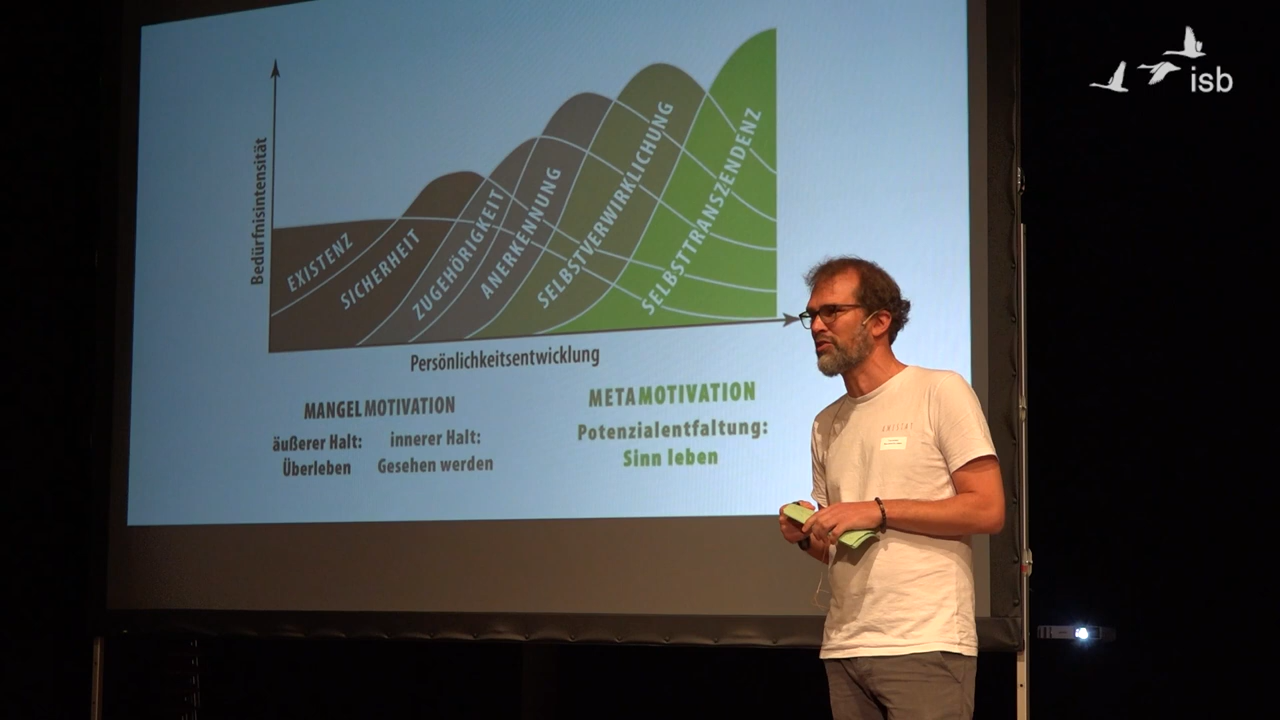 isb
Bedürfnisintensität
EXISTENZ
SICHERHEIT
ZUGEHÖRIGKEIT
ANERKENNUNG
SELBSTVERWIRKLICHUNG
SELBSTTRANSZENDENZ
Persönlichkeitsentwicklung
MANGELMOTIVATION
äußerer Halt:
Überleben
innerer Halt:
Gesehen werden
METAMOTIVATION
Potenzialentfaltung:
Sinn leben